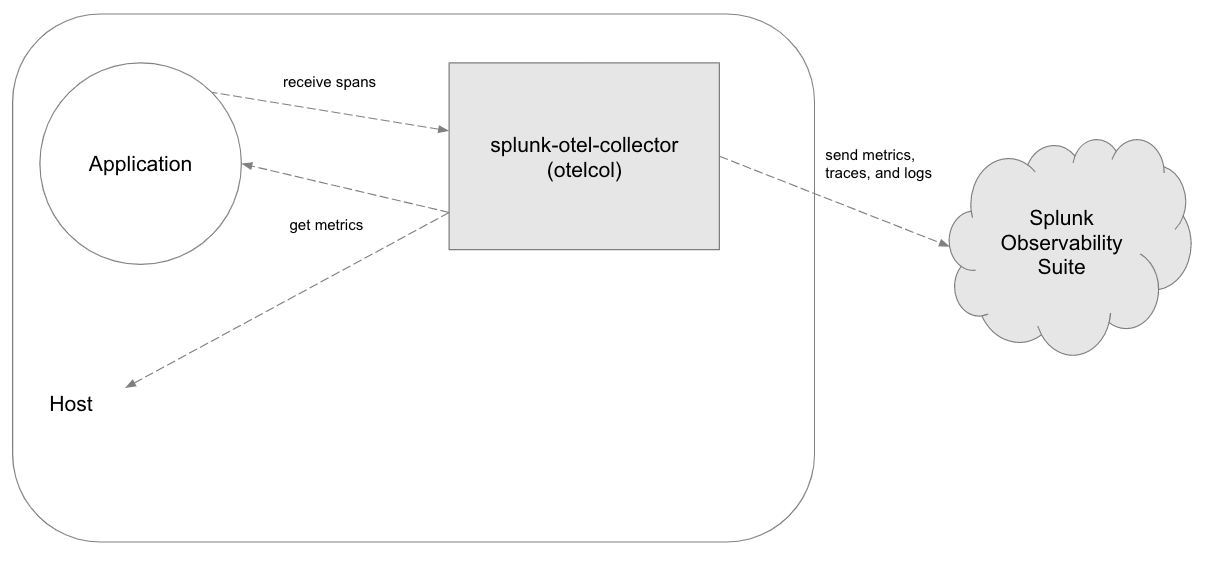 receive spans
Application
splunk-otel-collector
(otelcol)
get metrics
send metrics,
traces, and logs
Splunk
Observability
Suite
Host